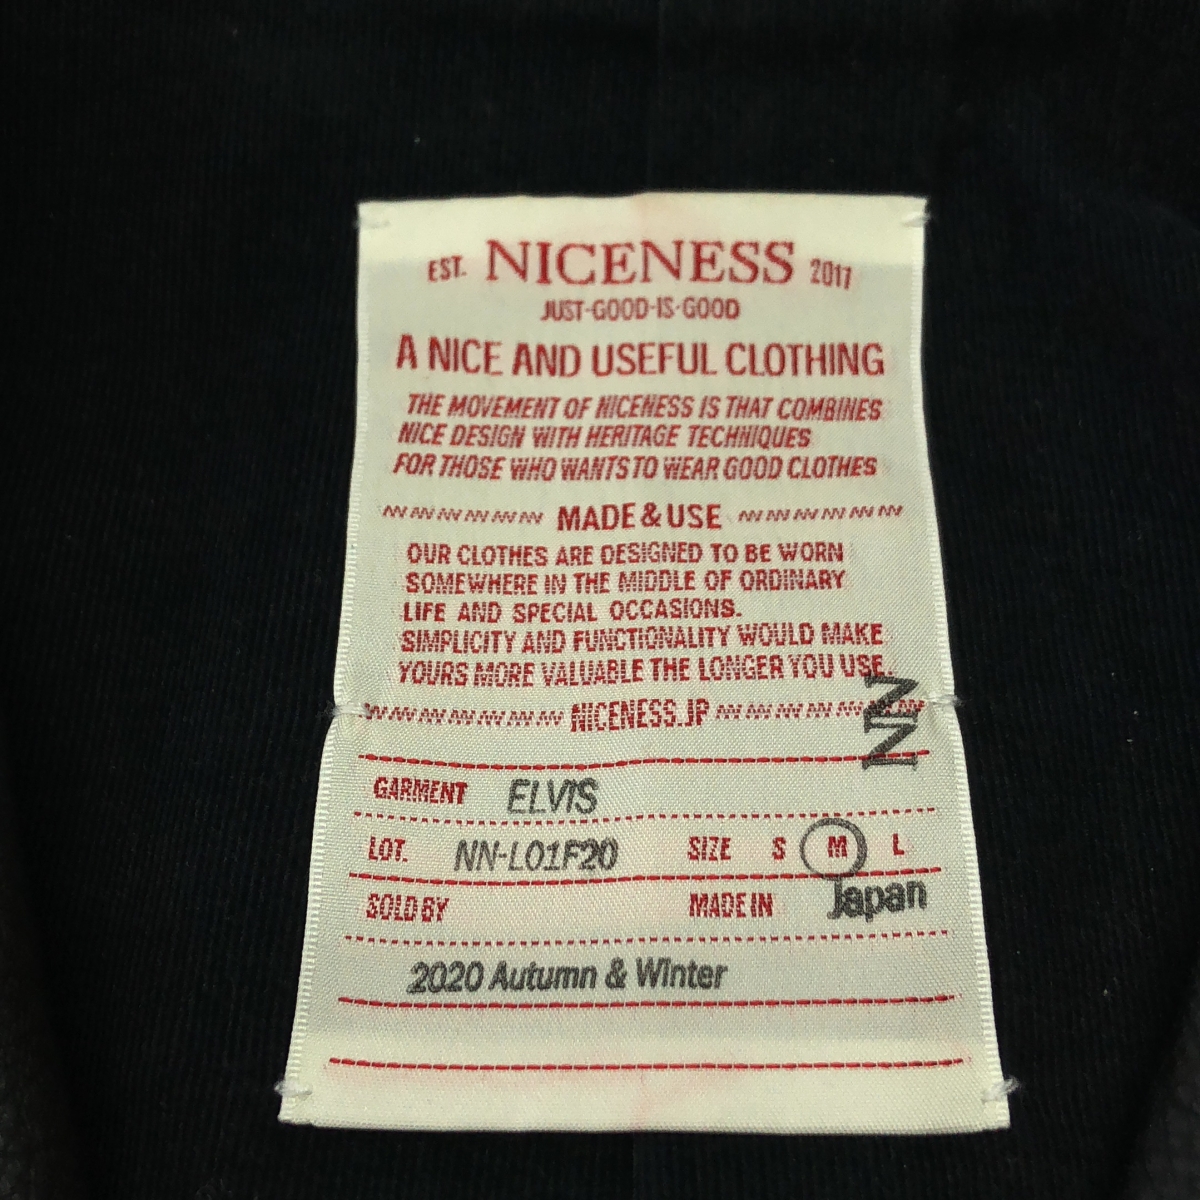 EST. NICENESS 2017
JUST-GOOD-IS-GOOD
A NICE AND USEFUL CLOTHING
THE MOVEMENT OF NICENESS IS THAT COMBINES
NICE DESIGN WITH HERITAGE TECHNIQUES
FOR THOSE WHO WANTS TO WEAR GOOD CLOTHES
MADE & USE
OUR CLOTHES ARE DESIGNED TO BE WORN
SOMEWHERE IN THE MIDDLE OF ORDINARY
LIFE AND SPECIAL OCCASIONS.
SIMPLICITY AND FUNCTIONALITY WOULD MAKE
YOURS MORE VALUABLE THE LONGER YOU USE.
NICENESS.JP
NN
GARMENT ELVIS
LOT. NN-L01F20 SIZE S M L
SOLD BY MADE IN Japan
2020 Autumn & Winter